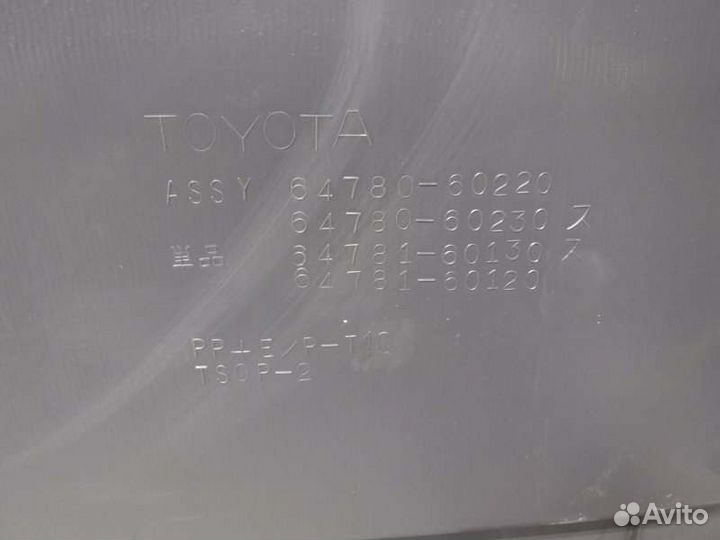 TOYOTA
ASSY 64780-60220
64780-60230 ス
単品 64781-60130 ス
64781-60120
PP+E/P-T10
TSOP-2
Avito